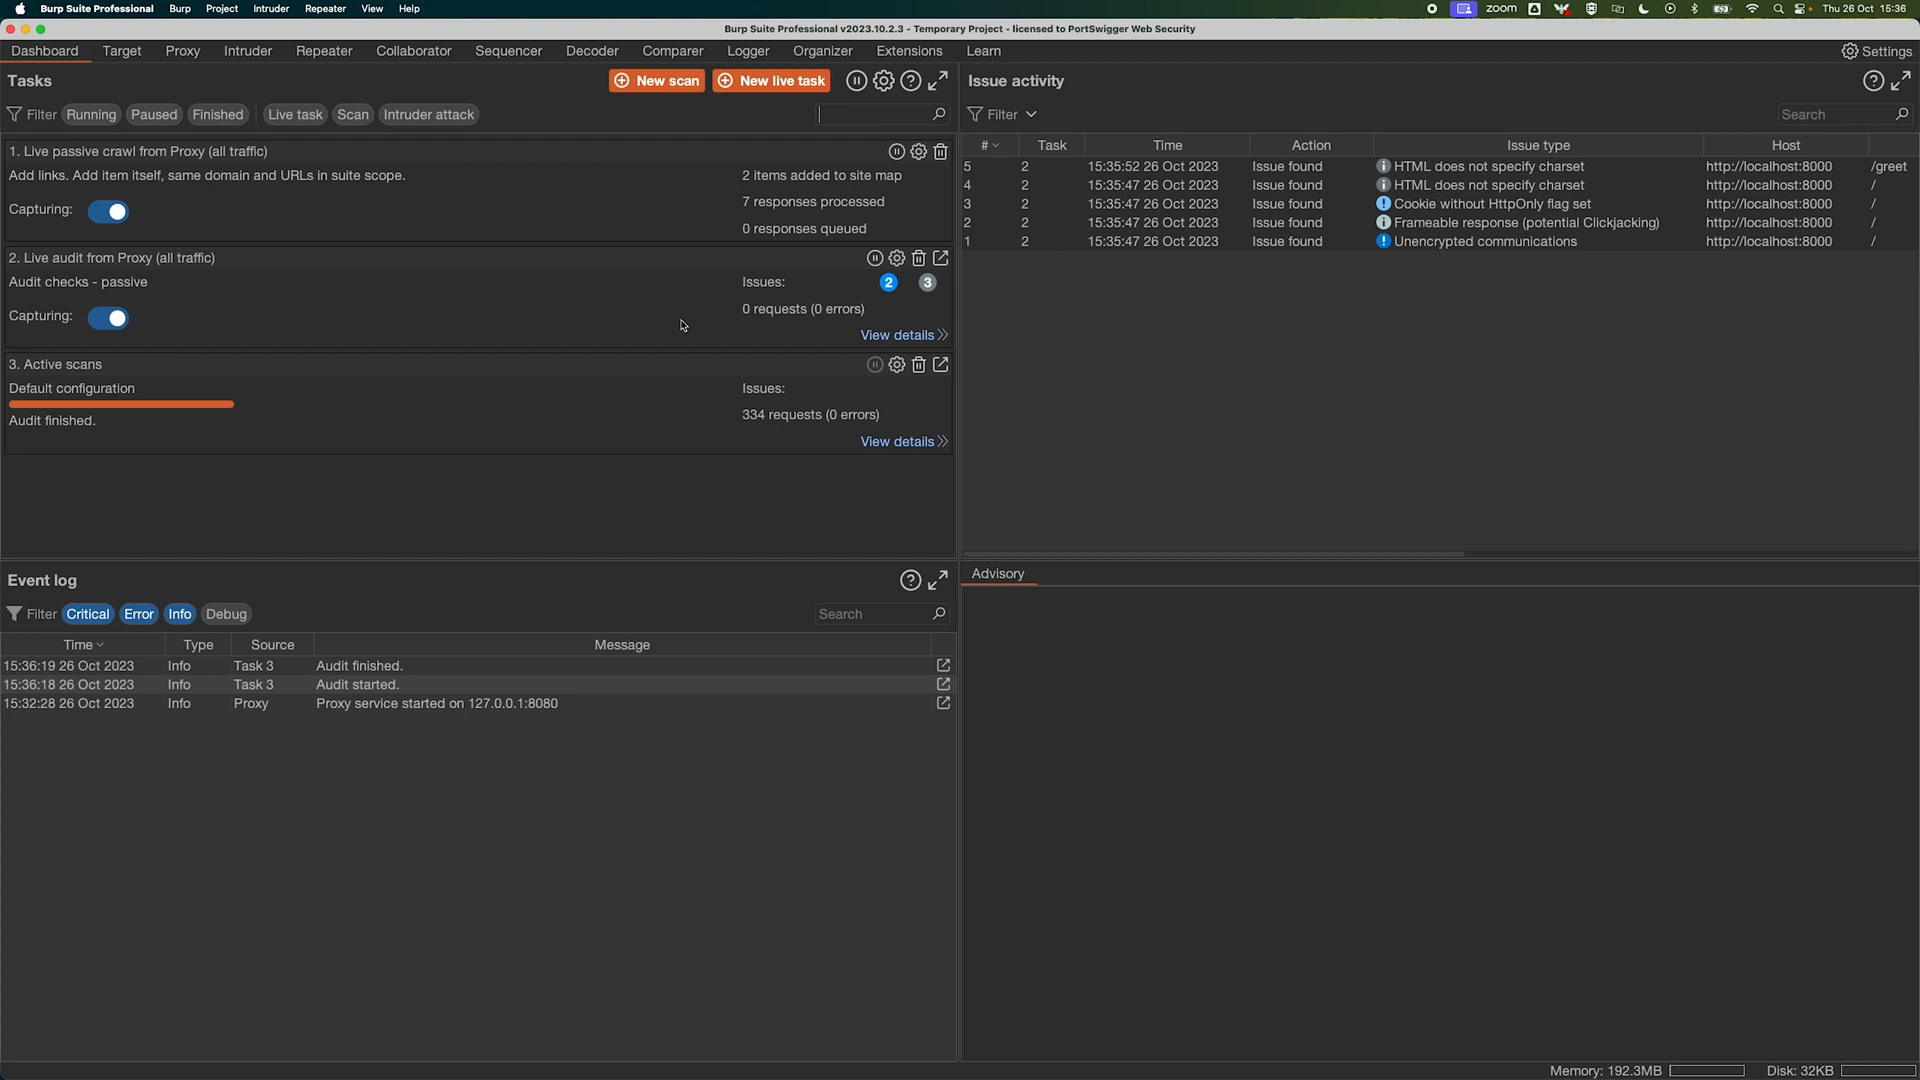 Burp Suite Professional Burp Project Intruder Repeater View Help
zoom Thu 26 Oct 15:36
Burp Suite Professional v2023.10.2.3 - Temporary Project - licensed to PortSwigger Web Security
Dashboard Target Proxy Intruder Repeater Collaborator Sequencer Decoder Comparer Logger Organizer Extensions Learn Settings
Tasks
New scan New live task
Filter Running Paused Finished Live task Scan Intruder attack
1. Live passive crawl from Proxy (all traffic)
Add links. Add item itself, same domain and URLs in suite scope.
2 items added to site map
7 responses processed
Capturing:
0 responses queued
2. Live audit from Proxy (all traffic)
Audit checks - passive
Issues: 2 3
0 requests (0 errors)
Capturing:
View details
3. Active scans
Default configuration
Issues:
334 requests (0 errors)
Audit finished.
View details
Issue activity
Filter Search
# Task Time Action Issue type Host
5 2 15:35:52 26 Oct 2023 Issue found HTML does not specify charset http://localhost:8000 /greet
4 2 15:35:47 26 Oct 2023 Issue found HTML does not specify charset http://localhost:8000 /
3 2 15:35:47 26 Oct 2023 Issue found Cookie without HttpOnly flag set http://localhost:8000 /
2 2 15:35:47 26 Oct 2023 Issue found Frameable response (potential Clickjacking) http://localhost:8000 /
1 2 15:35:47 26 Oct 2023 Issue found Unencrypted communications http://localhost:8000 /
Event log
Filter Critical Error Info Debug Search
Time Type Source Message
15:36:19 26 Oct 2023 Info Task 3 Audit finished.
15:36:18 26 Oct 2023 Info Task 3 Audit started.
15:32:28 26 Oct 2023 Info Proxy Proxy service started on 127.0.0.1:8080
Advisory
Memory: 192.3MB Disk: 32KB